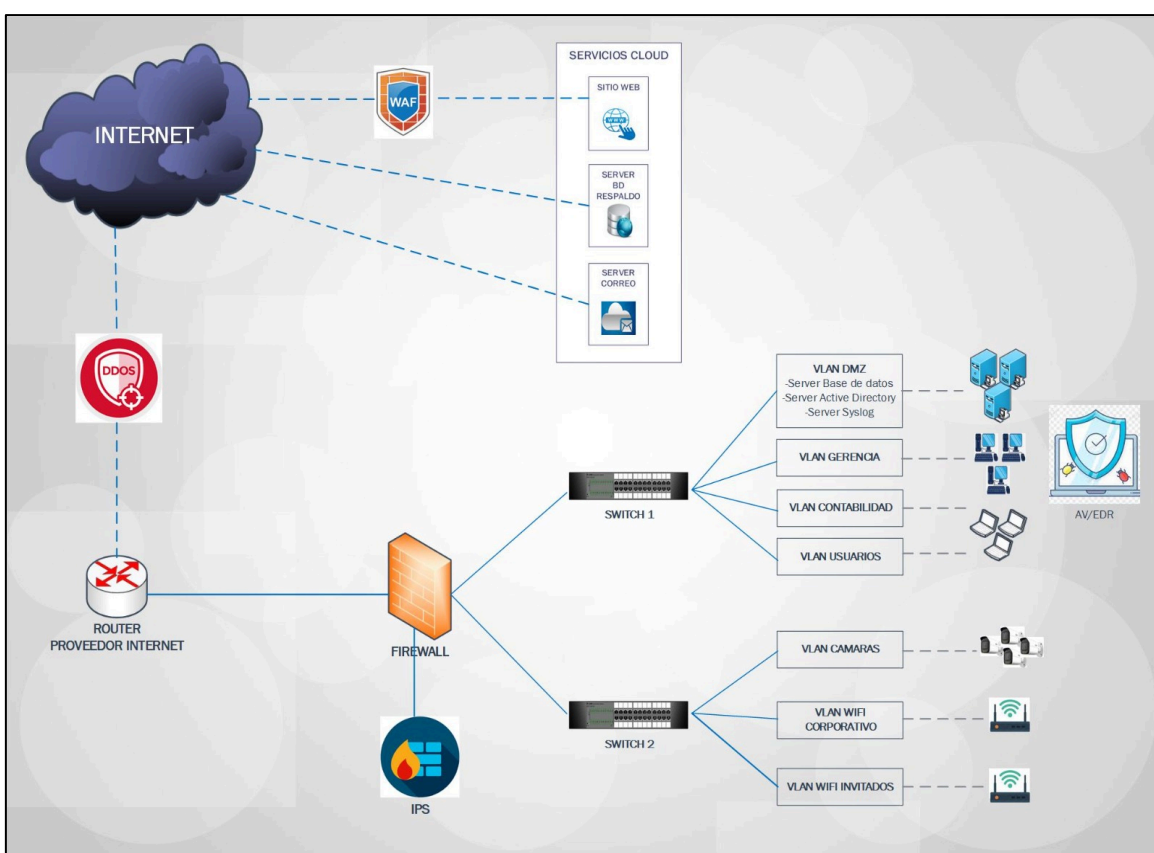 SERVICIOS CLOUD
SITIO WEB
WWW
WAF
INTERNET
SERVER
BD
RESPALDO
SERVER
CORREO
DDOS
VLAN DMZ
-Server Base de datos
-Server Active Directory
-Server Syslog
VLAN GERENCIA
SWITCH 1
VLAN CONTABILIDAD
AV/EDR
VLAN USUARIOS
ROUTER
PROVEEDOR INTERNET
FIREWALL
VLAN CAMARAS
VLAN WIFI
CORPORATIVO
SWITCH 2
VLAN WIFI INVITADOS
IPS